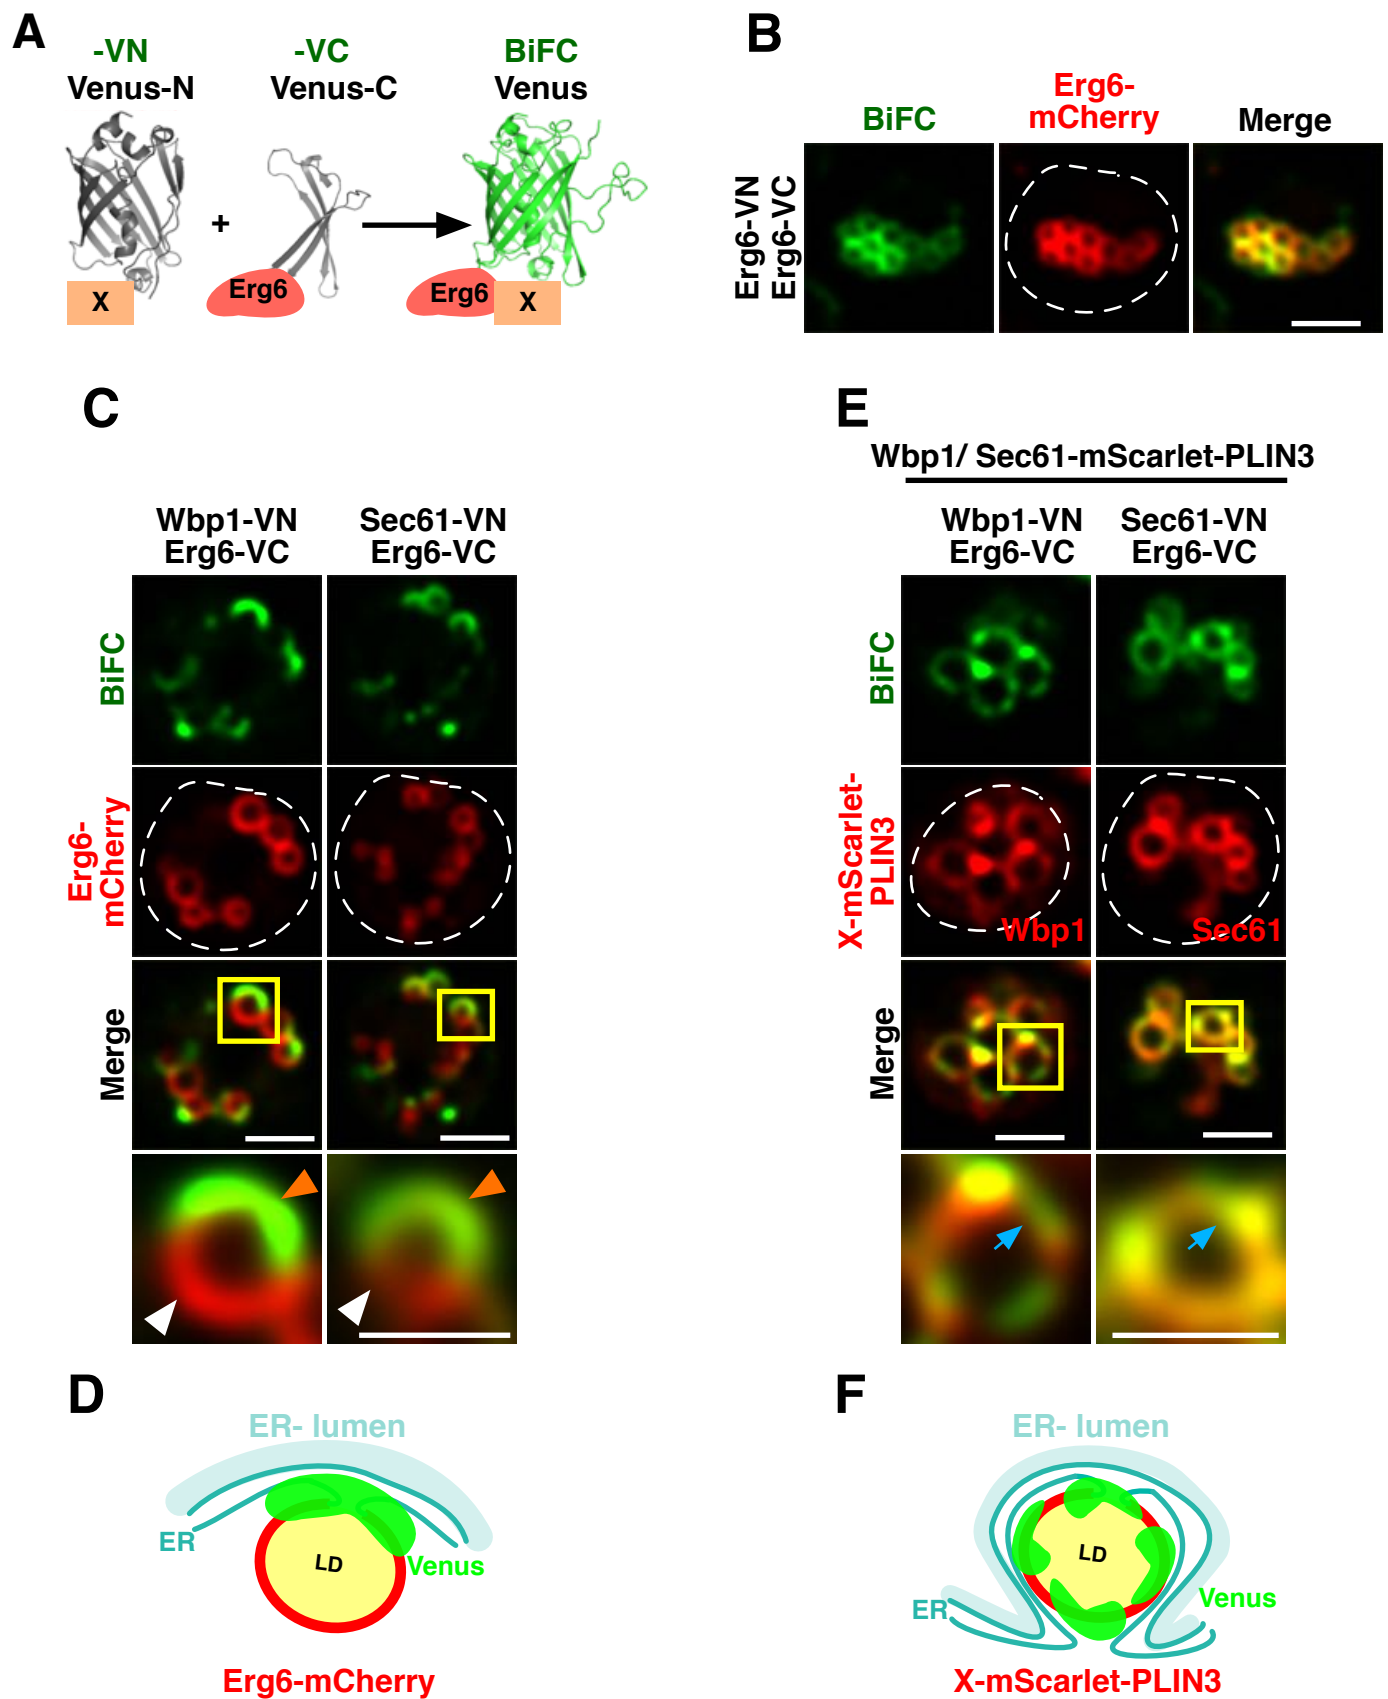 A
-VN
Venus-N
-VC
Venus-C
BiFC
Venus
+
X
Erg6
Erg6
X
B
BiFC
Erg6-
mCherry
Merge
Erg6-VN
Erg6-VC
C
Wbp1-VN
Erg6-VC
Sec61-VN
Erg6-VC
BiFC
Erg6-
mCherry
Merge
D
ER- lumen
ER
LD
Venus
Erg6-mCherry
E
Wbp1/ Sec61-mScarlet-PLIN3
Wbp1-VN
Erg6-VC
Sec61-VN
Erg6-VC
BiFC
X-mScarlet-
PLIN3
Wbp1
Sec61
Merge
F
ER- lumen
LD
ER
Venus
X-mScarlet-PLIN3